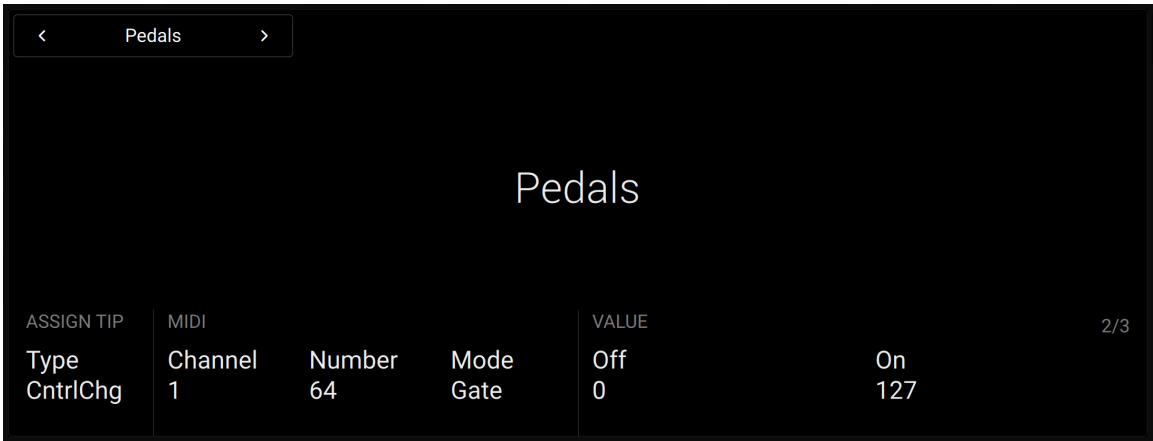 Pedals
Pedals
ASSIGN TIP MIDI VALUE 2/3
Type Channel Number Mode Off On
CntrlChg 1 64 Gate 0 127